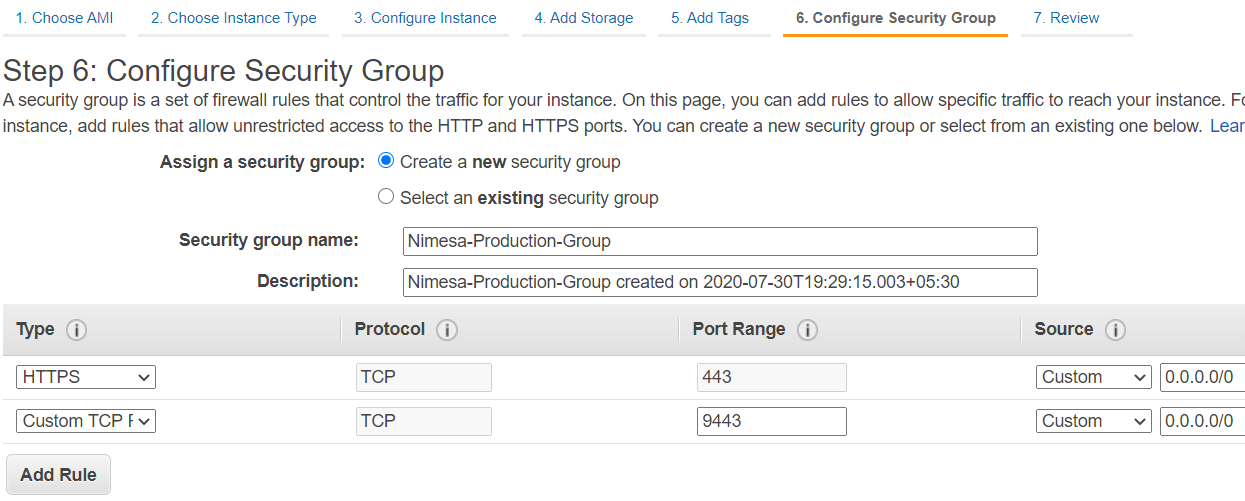 1. Choose AMI 2. Choose Instance Type 3. Configure Instance 4. Add Storage 5. Add Tags 6. Configure Security Group 7. Review
Step 6: Configure Security Group
A security group is a set of firewall rules that control the traffic for your instance. On this page, you can add rules to allow specific traffic to reach your instance. Fo
instance, add rules that allow unrestricted access to the HTTP and HTTPS ports. You can create a new security group or select from an existing one below. Lear
Assign a security group: Create a new security group
Select an existing security group
Security group name: Nimesa-Production-Group
Description: Nimesa-Production-Group created on 2020-07-30T19:29:15.003+05:30
Type i Protocol i Port Range i Source i
HTTPS TCP 443 Custom 0.0.0.0/0
Custom TCP F TCP 9443 Custom 0.0.0.0/0
Add Rule